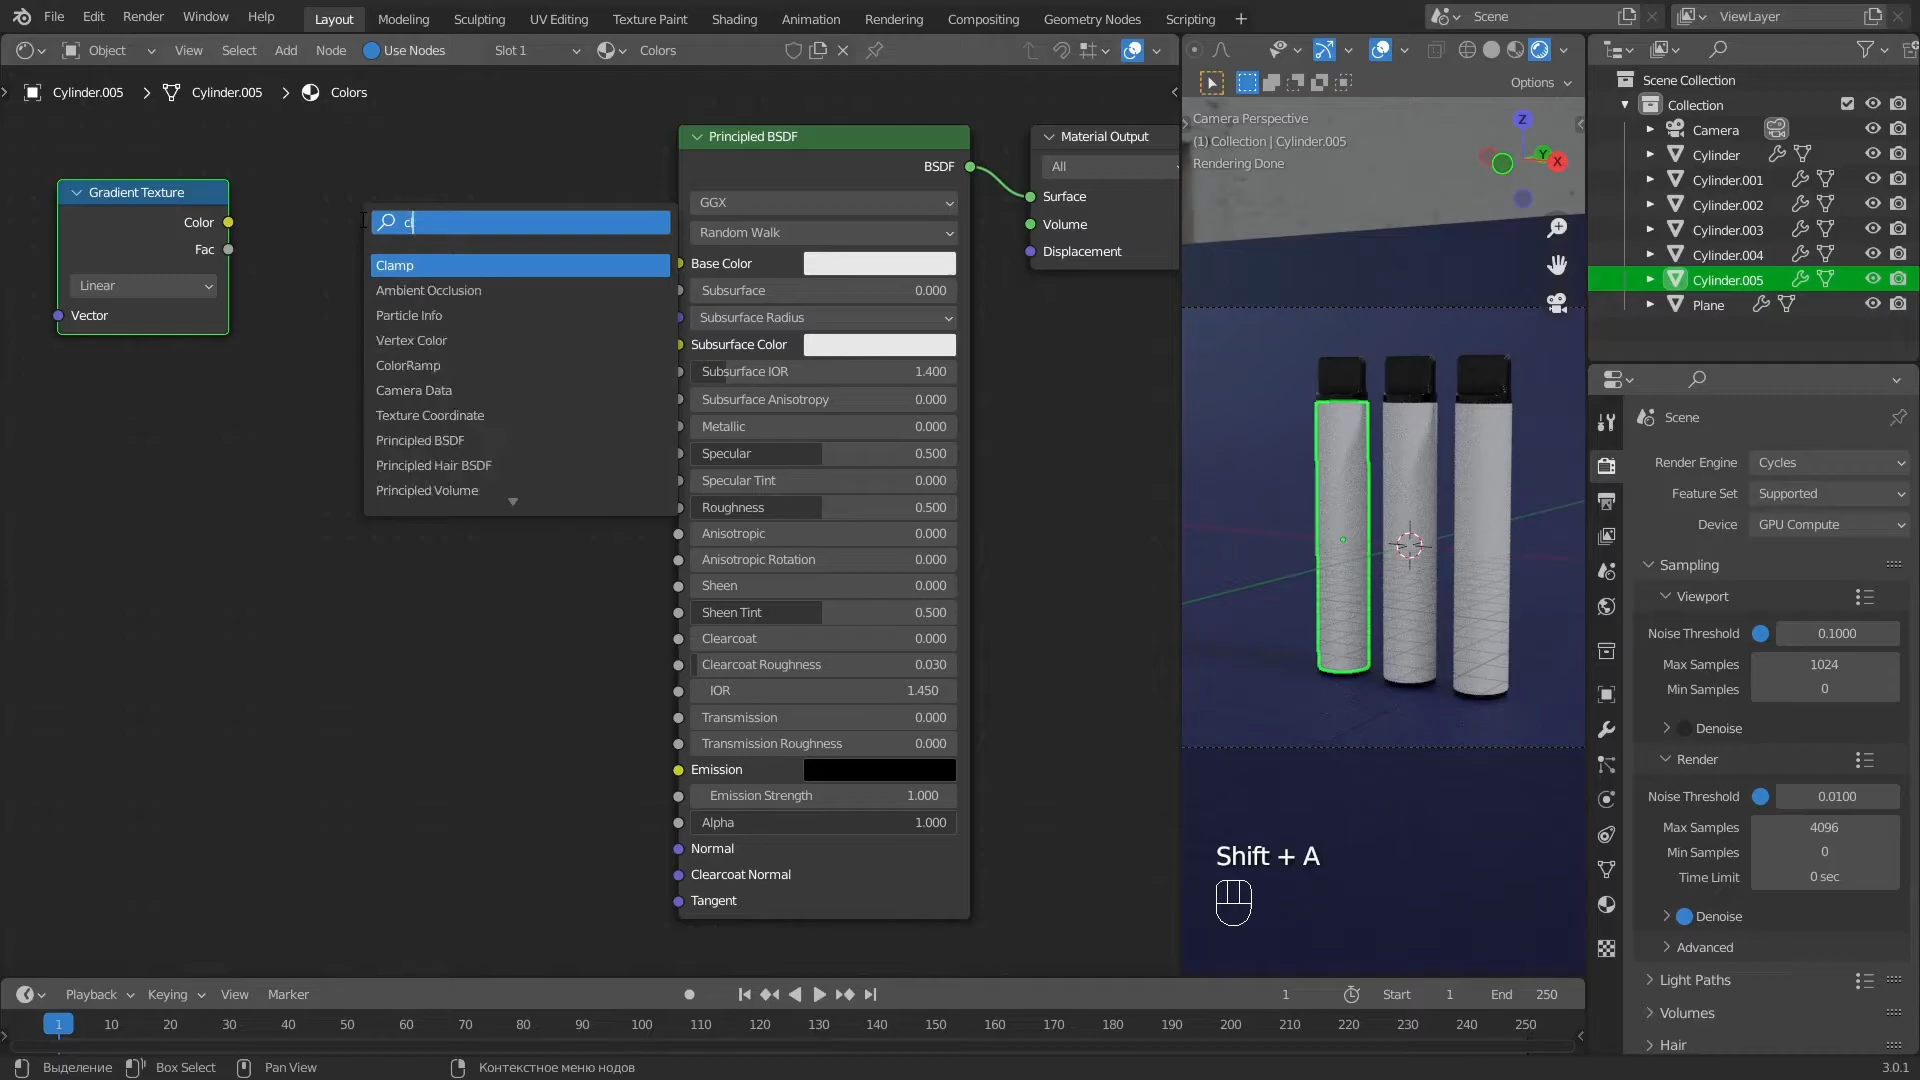 File Edit Render Window Help Layout Modeling Sculpting UV Editing Texture Paint Shading Animation Rendering Compositing Geometry Nodes Scripting + Scene ViewLayer
Object View Select Add Node Use Nodes Slot 1 Colors
Options
Cylinder.005 > Cylinder.005 > Colors
Gradient Texture
Color
Fac
Linear
Vector
cl
Clamp
Ambient Occlusion
Particle Info
Vertex Color
ColorRamp
Camera Data
Texture Coordinate
Principled BSDF
Principled Hair BSDF
Principled Volume
Principled BSDF
BSDF
GGX
Random Walk
Base Color
Subsurface 0.000
Subsurface Radius
Subsurface Color
Subsurface IOR 1.400
Subsurface Anisotropy 0.000
Metallic 0.000
Specular 0.500
Specular Tint 0.000
Roughness 0.500
Anisotropic 0.000
Anisotropic Rotation 0.000
Sheen 0.000
Sheen Tint 0.500
Clearcoat 0.000
Clearcoat Roughness 0.030
IOR 1.450
Transmission 0.000
Transmission Roughness 0.000
Emission
Emission Strength 1.000
Alpha 1.000
Normal
Clearcoat Normal
Tangent
Material Output
All
Surface
Volume
Displacement
Camera Perspective
(1) Collection | Cylinder.005
Rendering Done
Z
Y
X
Shift + A
Scene Collection
Collection
Camera
Cylinder
Cylinder.001
Cylinder.002
Cylinder.003
Cylinder.004
Cylinder.005
Plane
Scene
Render Engine Cycles
Feature Set Supported
Device GPU Compute
Sampling
Viewport
Noise Threshold 0.1000
Max Samples 1024
Min Samples 0
Denoise
Render
Noise Threshold 0.0100
Max Samples 4096
Min Samples 0
Time Limit 0 sec
Denoise
Advanced
Light Paths
Volumes
Hair
Playback Keying View Marker 1 Start 1 End 250
1 10 20 30 40 50 60 70 80 90 100 110 120 130 140 150 160 170 180 190 200 210 220 230 240 250
Выделение Box Select Pan View Контекстное меню нодов 3.0.1